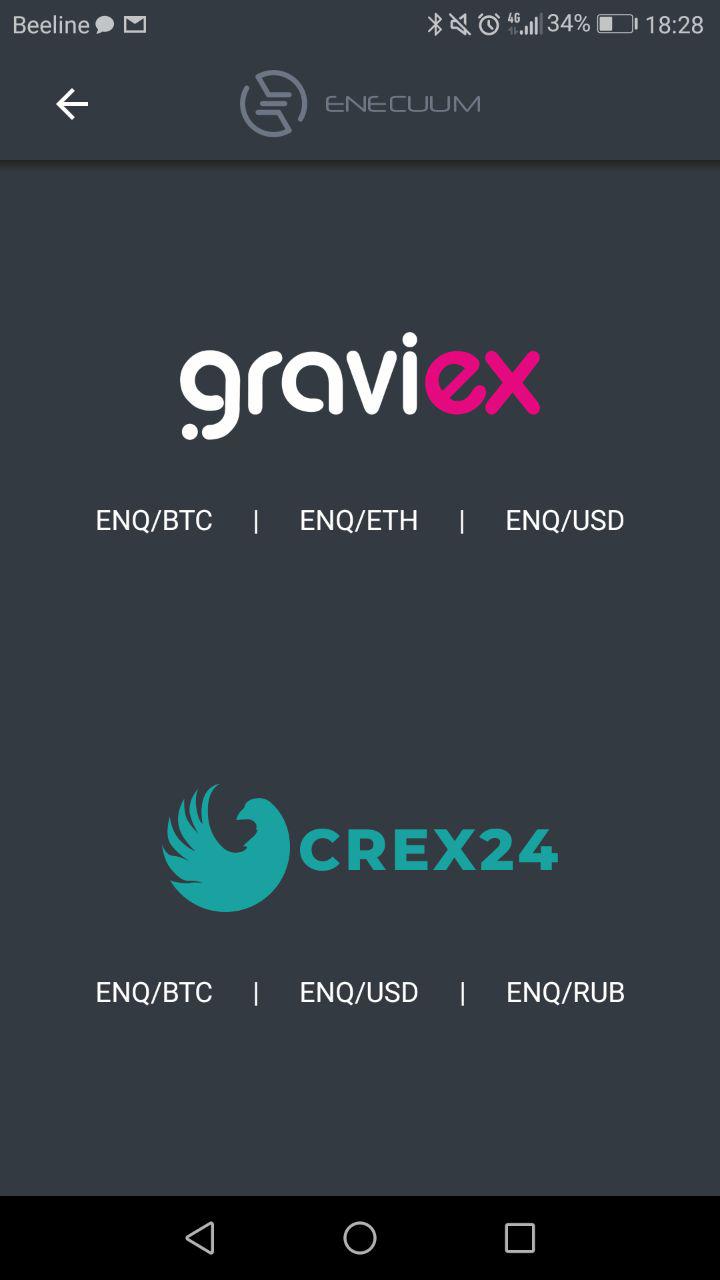 Beeline 4G 34% 18:28
ENECUUM
graviex
ENQ/BTC | ENQ/ETH | ENQ/USD
CREX24
ENQ/BTC | ENQ/USD | ENQ/RUB